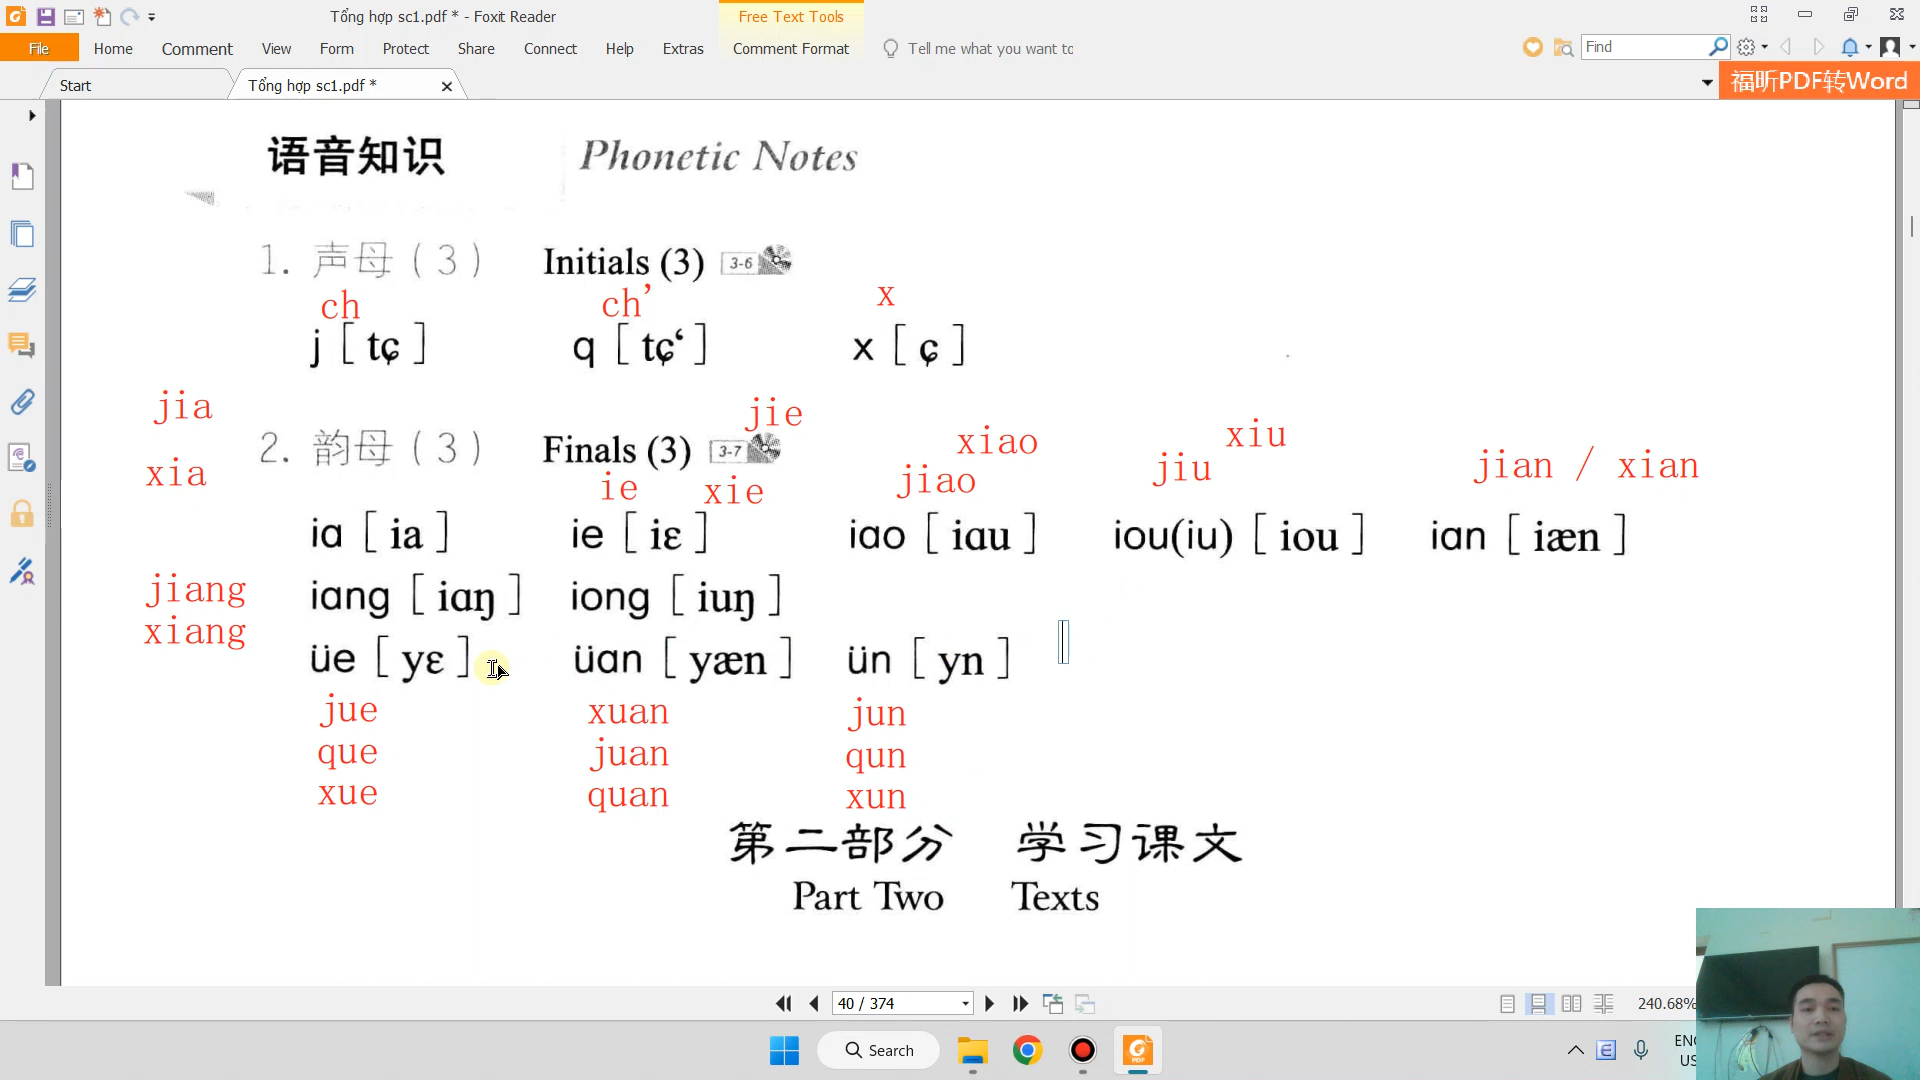 Tổng hợp sc1.pdf * - Foxit Reader
Free Text Tools
File Home Comment View Form Protect Share Connect Help Extras Comment Format Tell me what you want to
Find
Start
Tổng hợp sc1.pdf *
福昕PDF转Word
语音知识 Phonetic Notes
1. 声母(3) Initials (3) 3-6
ch ch’ x
j [ tɕ ] q [ tɕ‘ ] x [ ɕ ]
jia jie
2. 韵母(3) Finals (3) 3-7
xiao xiu
xia ie xie jiao jiu jian / xian
ia [ ia ] ie [ iɛ ] iao [ iɑu ] iou(iu) [ iou ] ian [ iæn ]
jiang
iang [ iɑŋ ] iong [ iuŋ ]
xiang
üe [ yɛ ] üan [ yæn ] ün [ yn ]
jue xuan jun
que juan qun
xue quan xun
第二部分 学习课文
Part Two Texts
40 / 374
240.68%
Search